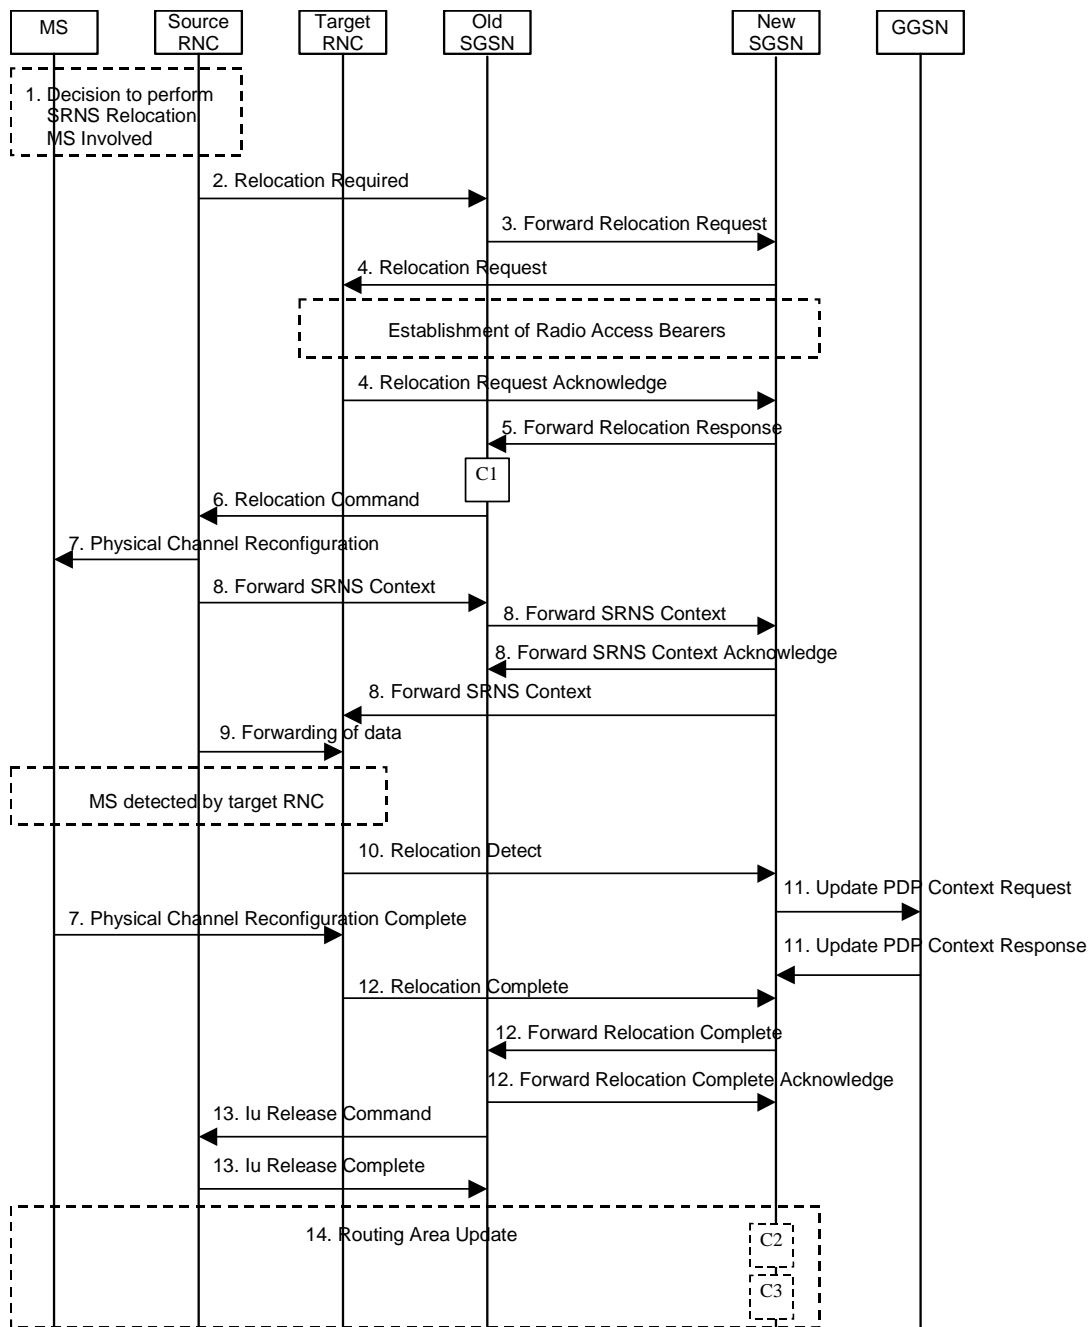 MS
Source
RNC
Target
RNC
Old
SGSN
New
SGSN
GGSN
1. Decision to perform
SRNS Relocation
MS Involved
2. Relocation Required
3. Forward Relocation Request
4. Relocation Request
Establishment of Radio Access Bearers
4. Relocation Request Acknowledge
5. Forward Relocation Response
C1
6. Relocation Command
7. Physical Channel Reconfiguration
8. Forward SRNS Context
8. Forward SRNS Context
8. Forward SRNS Context Acknowledge
8. Forward SRNS Context
9. Forwarding of data
MS detected by target RNC
10. Relocation Detect
11. Update PDP Context Request
7. Physical Channel Reconfiguration Complete
11. Update PDP Context Response
12. Relocation Complete
12. Forward Relocation Complete
12. Forward Relocation Complete Acknowledge
13. Iu Release Command
13. Iu Release Complete
14. Routing Area Update
C2
C3